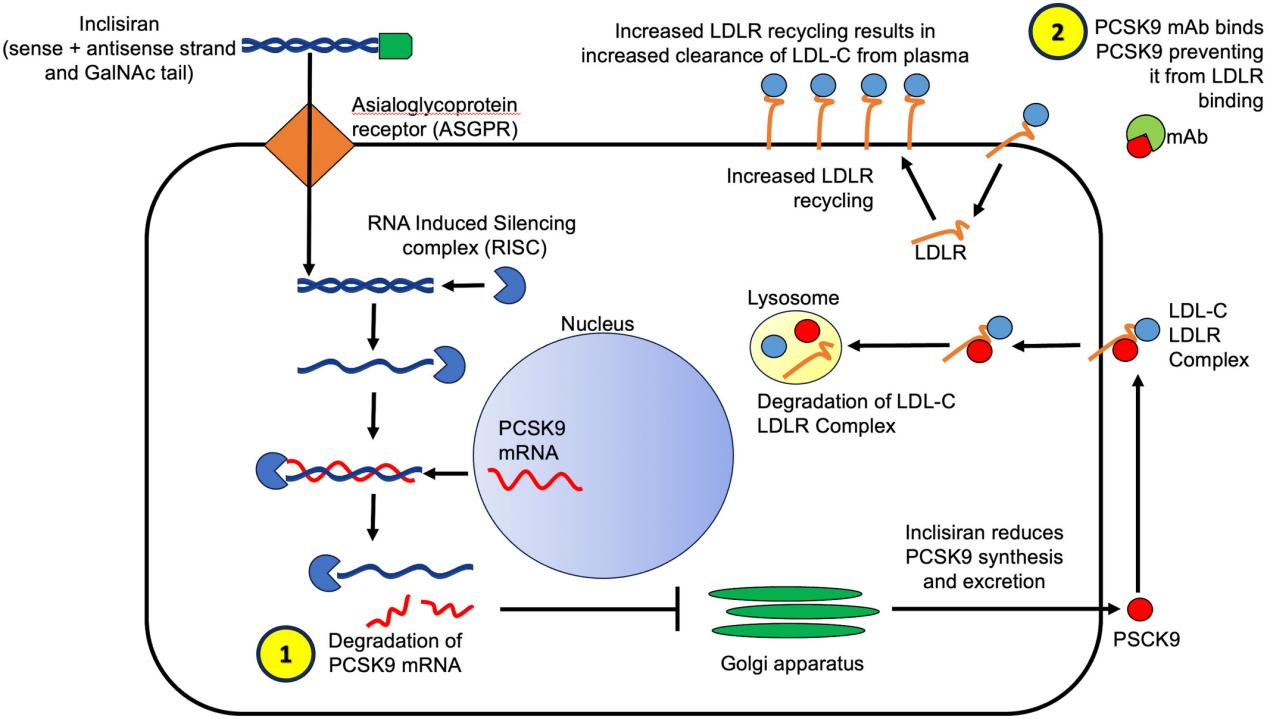 Inclisiran
(sense + antisense strand
and GalNAc tail)
Asialoglycoprotein
receptor (ASGPR)
Increased LDLR recycling results in
increased clearance of LDL-C from plasma
2
PCSK9 mAb binds
PCSK9 preventing
it from LDLR
binding
mAb
Increased LDLR
recycling
LDLR
RNA Induced Silencing
complex (RISC)
Nucleus
PCSK9
mRNA
Lysosome
Degradation of LDL-C
LDLR Complex
LDL-C
LDLR
Complex
Inclisiran reduces
PCSK9 synthesis
and excretion
PSCK9
Golgi apparatus
1
Degradation of
PCSK9 mRNA